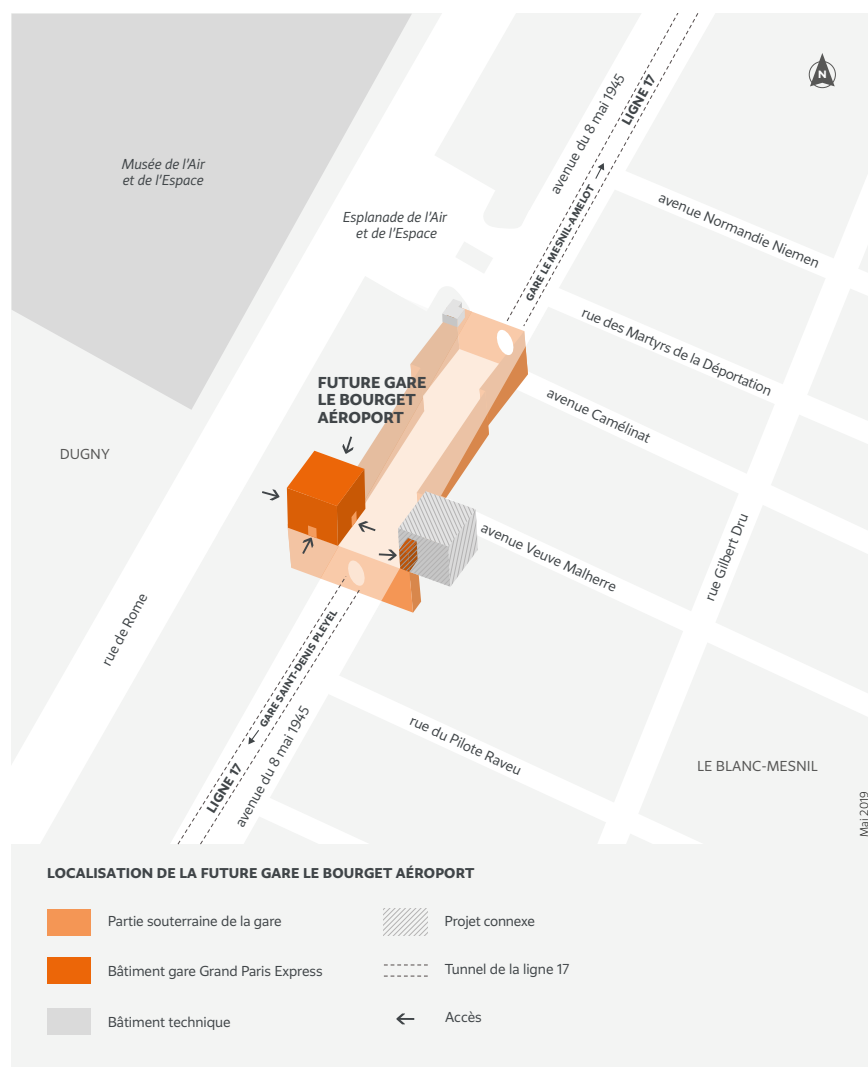 Musée de l'Air
et de l'Espace
Esplanade de l'Air
et de l'Espace
avenue du 8 mai 1945
LIGNE 17
GARE LE MESNIL-AMELOT
N
avenue Normandie Niemen
rue des Martyrs de la Déportation
avenue Camélinat
FUTURE GARE
LE BOURGET
AÉROPORT
DUGNY
avenue Veuve Malherre
rue Gilbert Dru
rue de Rome
GARE SAINT-DENIS PLEYEL
LIGNE 17
avenue du 8 mai 1945
rue du Pilote Raveu
LE BLANC-MESNIL
Mai 2019
LOCALISATION DE LA FUTURE GARE LE BOURGET AÉROPORT
Partie souterraine de la gare
Bâtiment gare Grand Paris Express
Bâtiment technique
Projet connexe
Tunnel de la ligne 17
Accès